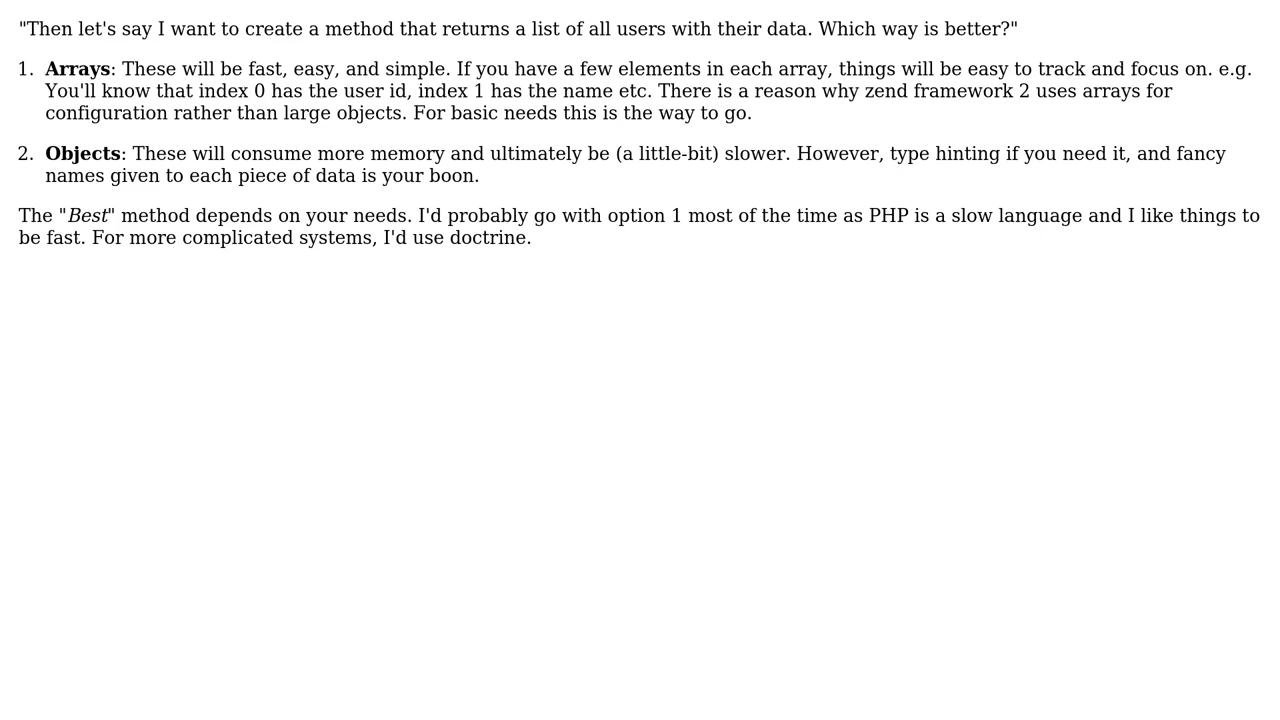 "Then let's say I want to create a method that returns a list of all users with their data. Which way is better?"
1. Arrays: These will be fast, easy, and simple. If you have a few elements in each array, things will be easy to track and focus on. e.g.
You'll know that index 0 has the user id, index 1 has the name etc. There is a reason why zend framework 2 uses arrays for
configuration rather than large objects. For basic needs this is the way to go.
2. Objects: These will consume more memory and ultimately be (a little-bit) slower. However, type hinting if you need it, and fancy
names given to each piece of data is your boon.
The "Best" method depends on your needs. I'd probably go with option 1 most of the time as PHP is a slow language and I like things to
be fast. For more complicated systems, I'd use doctrine.